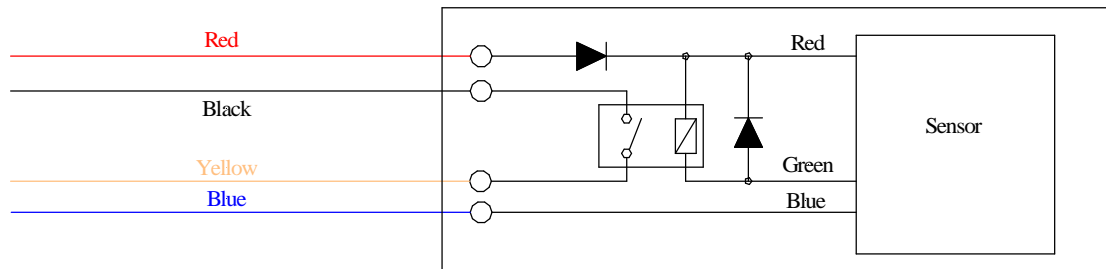 Red
Red
Black
Sensor
Yellow
Green
Blue
Blue